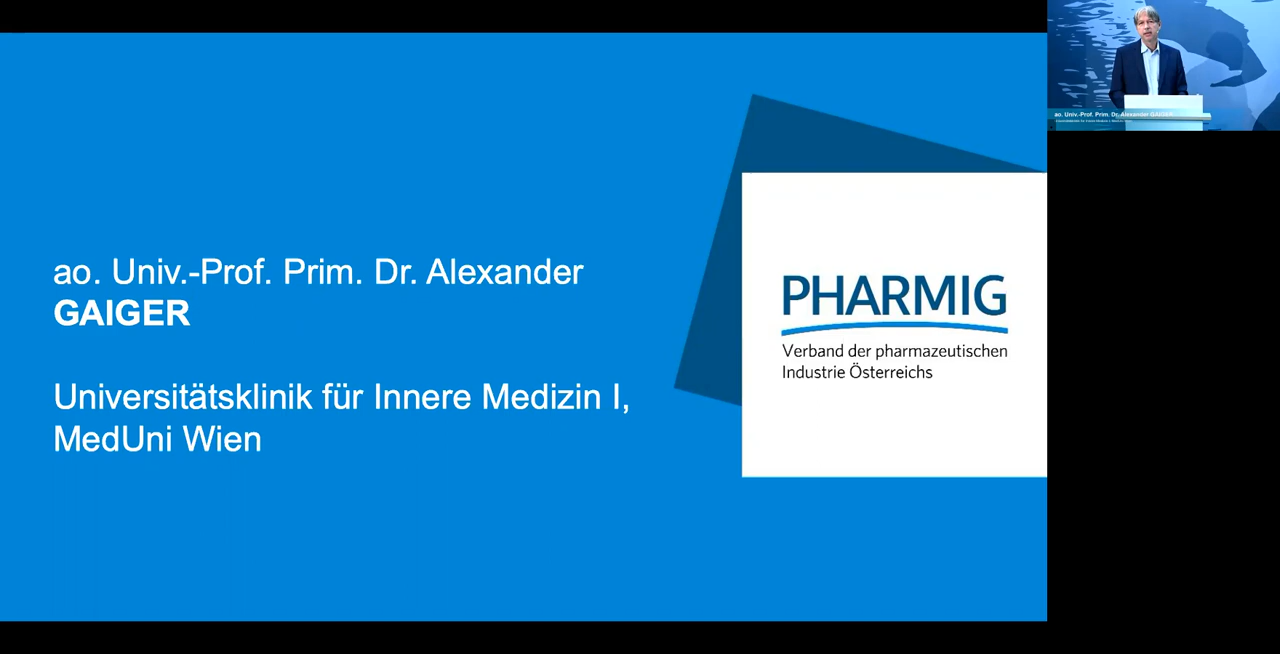 ao. Univ.-Prof. Prim. Dr. Alexander
GAIGER
Universitätsklinik für Innere Medizin I,
MedUni Wien
PHARMIG
Verband der pharmazeutischen
Industrie Österreichs
ao. Univ.-Prof. Prim. Dr. Alexander GAIGER